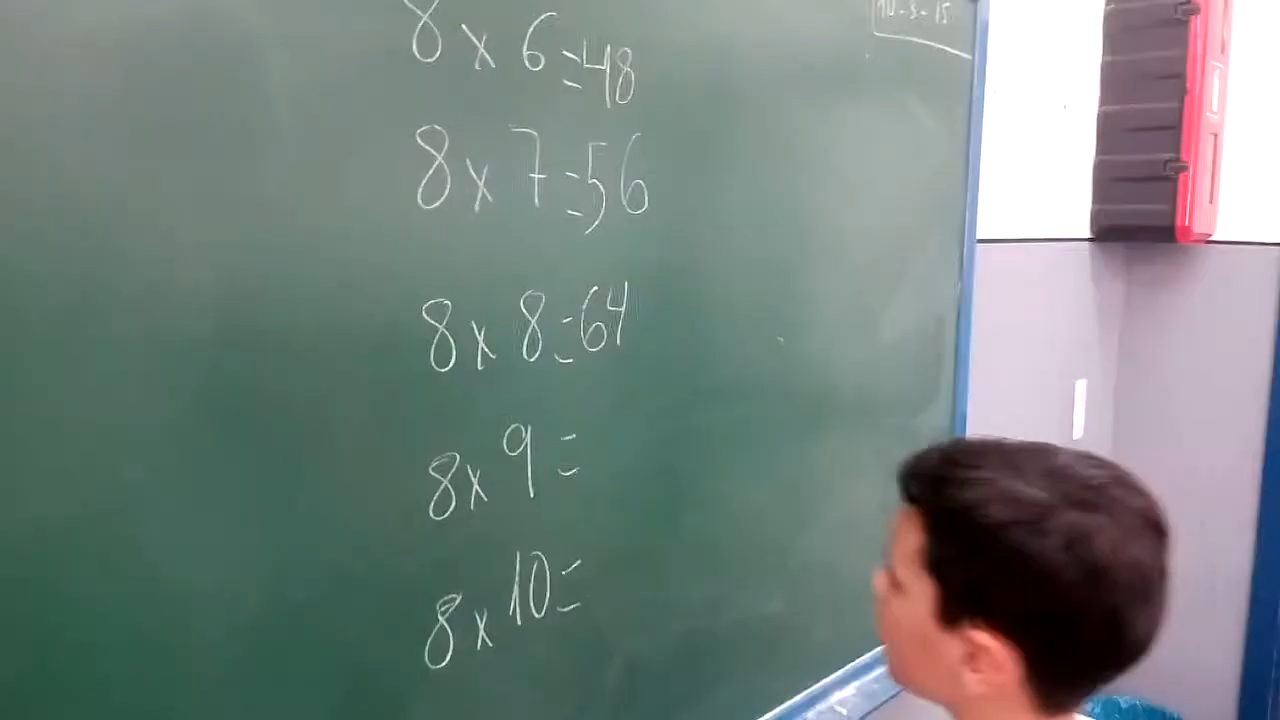 8 x 6 = 48
8 x 7 = 56
8 x 8 = 64
8 x 9 =
8 x 10 =